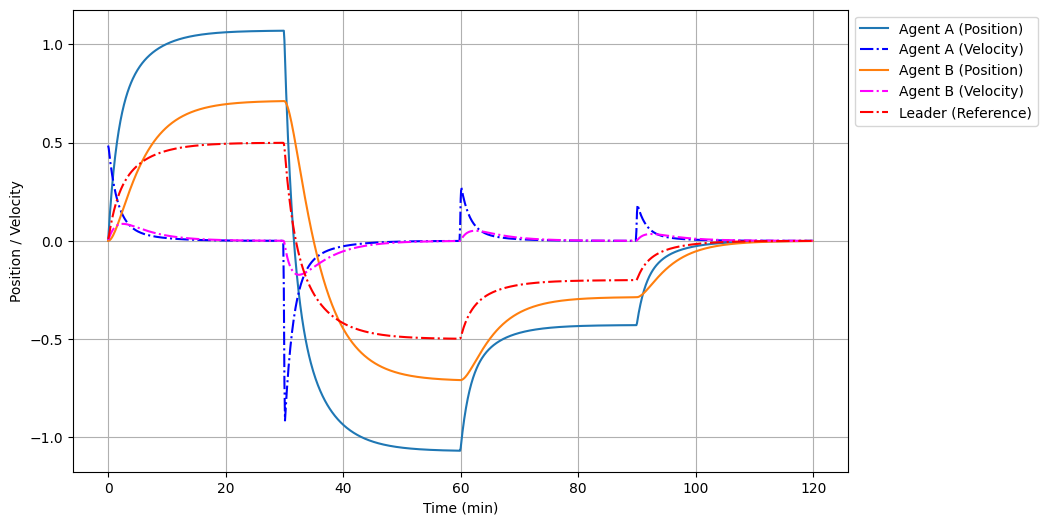 1.0
0.5
0.0
−0.5
−1.0
Position / Velocity
0 20 40 60 80 100 120
Time (min)
Agent A (Position)
Agent A (Velocity)
Agent B (Position)
Agent B (Velocity)
Leader (Reference)